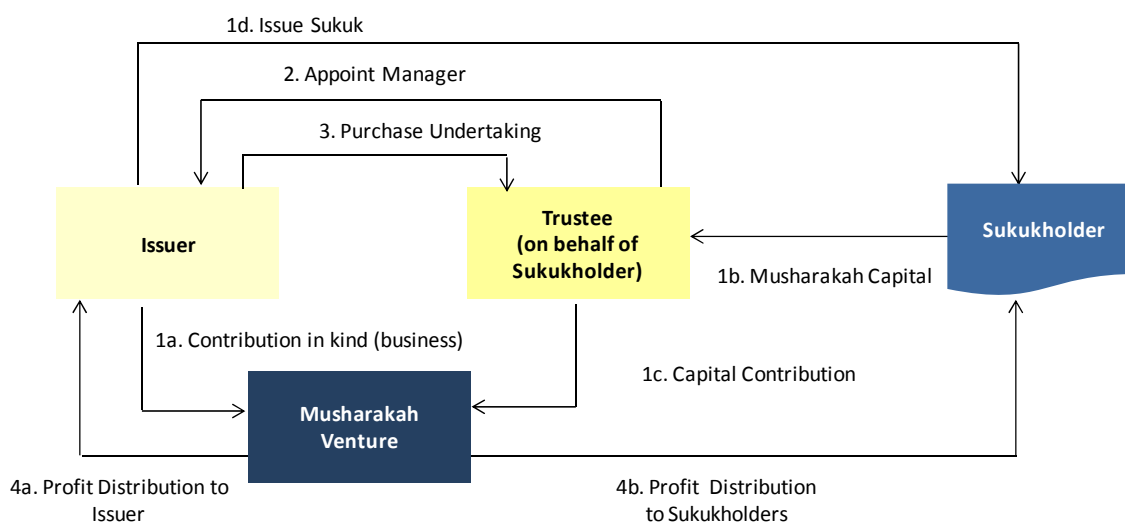 1d. Issue Sukuk
2. Appoint Manager
3. Purchase Undertaking
Issuer
Trustee
(on behalf of
Sukukholder)
Sukukholder
1b. Musharakah Capital
1a. Contribution in kind (business)
1c. Capital Contribution
Musharakah
Venture
4a. Profit Distribution to
Issuer
4b. Profit Distribution
to Sukukholders